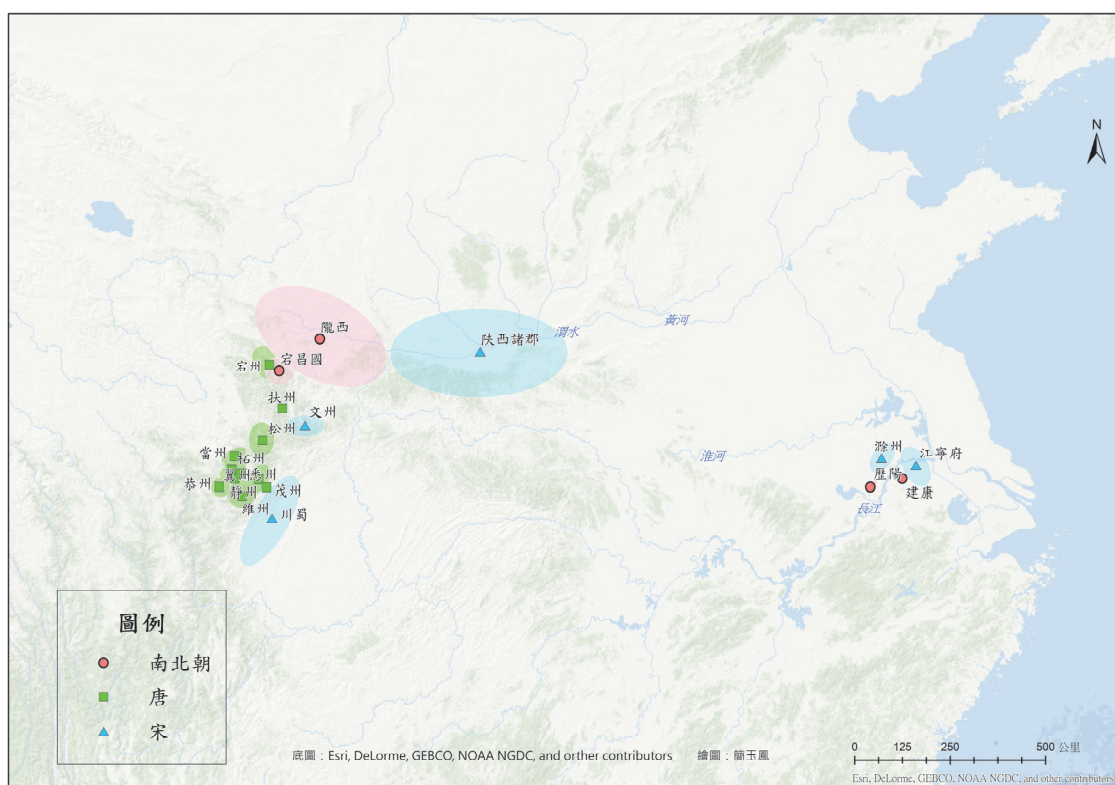 N
隴西
宕州
宕昌國
陝西諸郡
渭水
黃河
扶州
文州
松州
當州
柘州
翼州
悉州
恭州
靜州
茂州
維州
川蜀
淮河
滁州
江寧府
歷陽
建康
長江
圖例
南北朝
唐
宋
底圖：Esri, DeLorme, GEBCO, NOAA NGDC, and orther contributors
繪圖：簡玉鳳
0 125 250 500 公里
Esri, DeLorme, GEBCO, NOAA NGDC, and other contributors